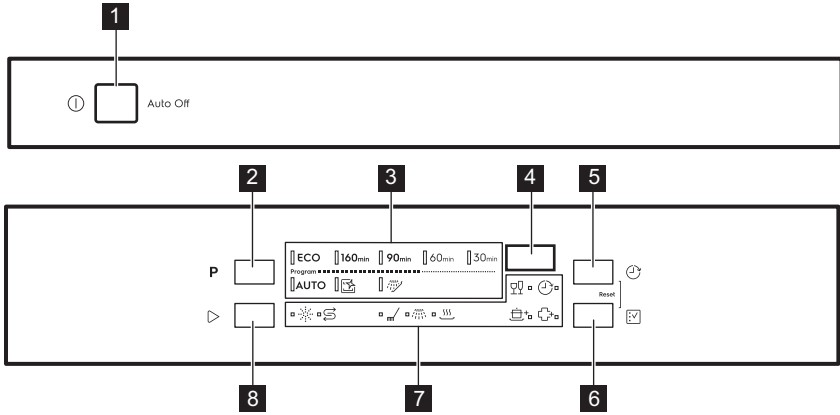 1
Auto Off
2 3 4 5
ECO 160min 90min 60min 30min
P
Program
AUTO
Reset
8 7 6